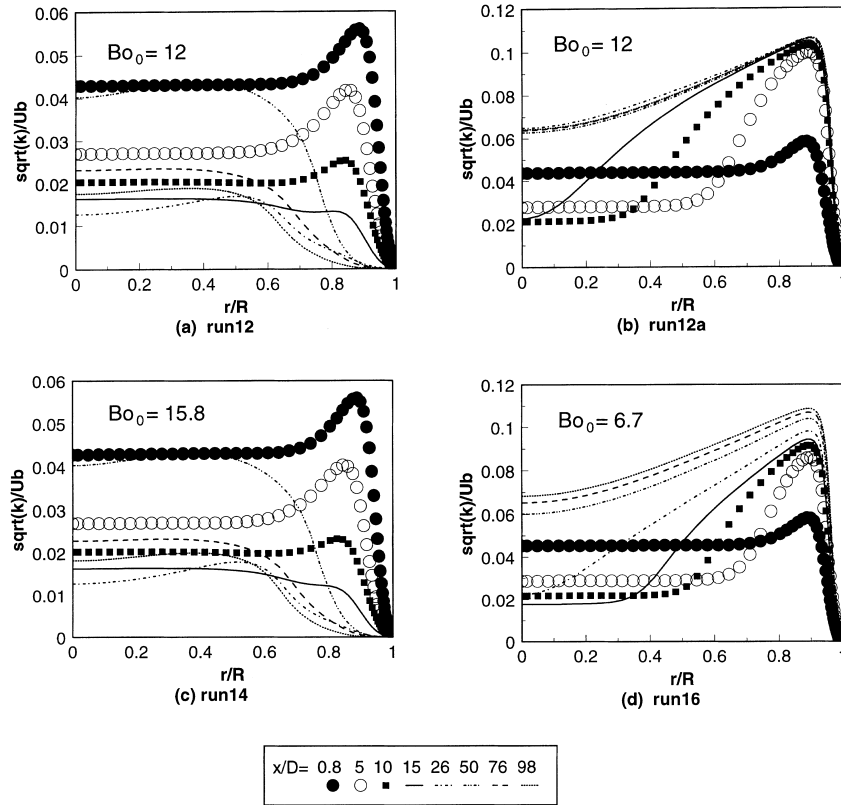 0.06
0.05
0.04
0.03
0.02
0.01
0
sqrt(k)/Ub
Bo0 = 12
0 0.2 0.4 0.6 0.8 1
r/R
(a) run12
0.12
0.1
0.08
0.06
0.04
0.02
0
sqrt(k)/Ub
Bo0 = 12
0 0.2 0.4 0.6 0.8 1
r/R
(b) run12a
0.06
0.05
0.04
0.03
0.02
0.01
0
sqrt(k)/Ub
Bo0 = 15.8
0 0.2 0.4 0.6 0.8 1
r/R
(c) run14
0.12
0.1
0.08
0.06
0.04
0.02
0
sqrt(k)/Ub
Bo0 = 6.7
0 0.2 0.4 0.6 0.8 1
r/R
(d) run16
x/D= 0.8 5 10 15 26 50 76 98